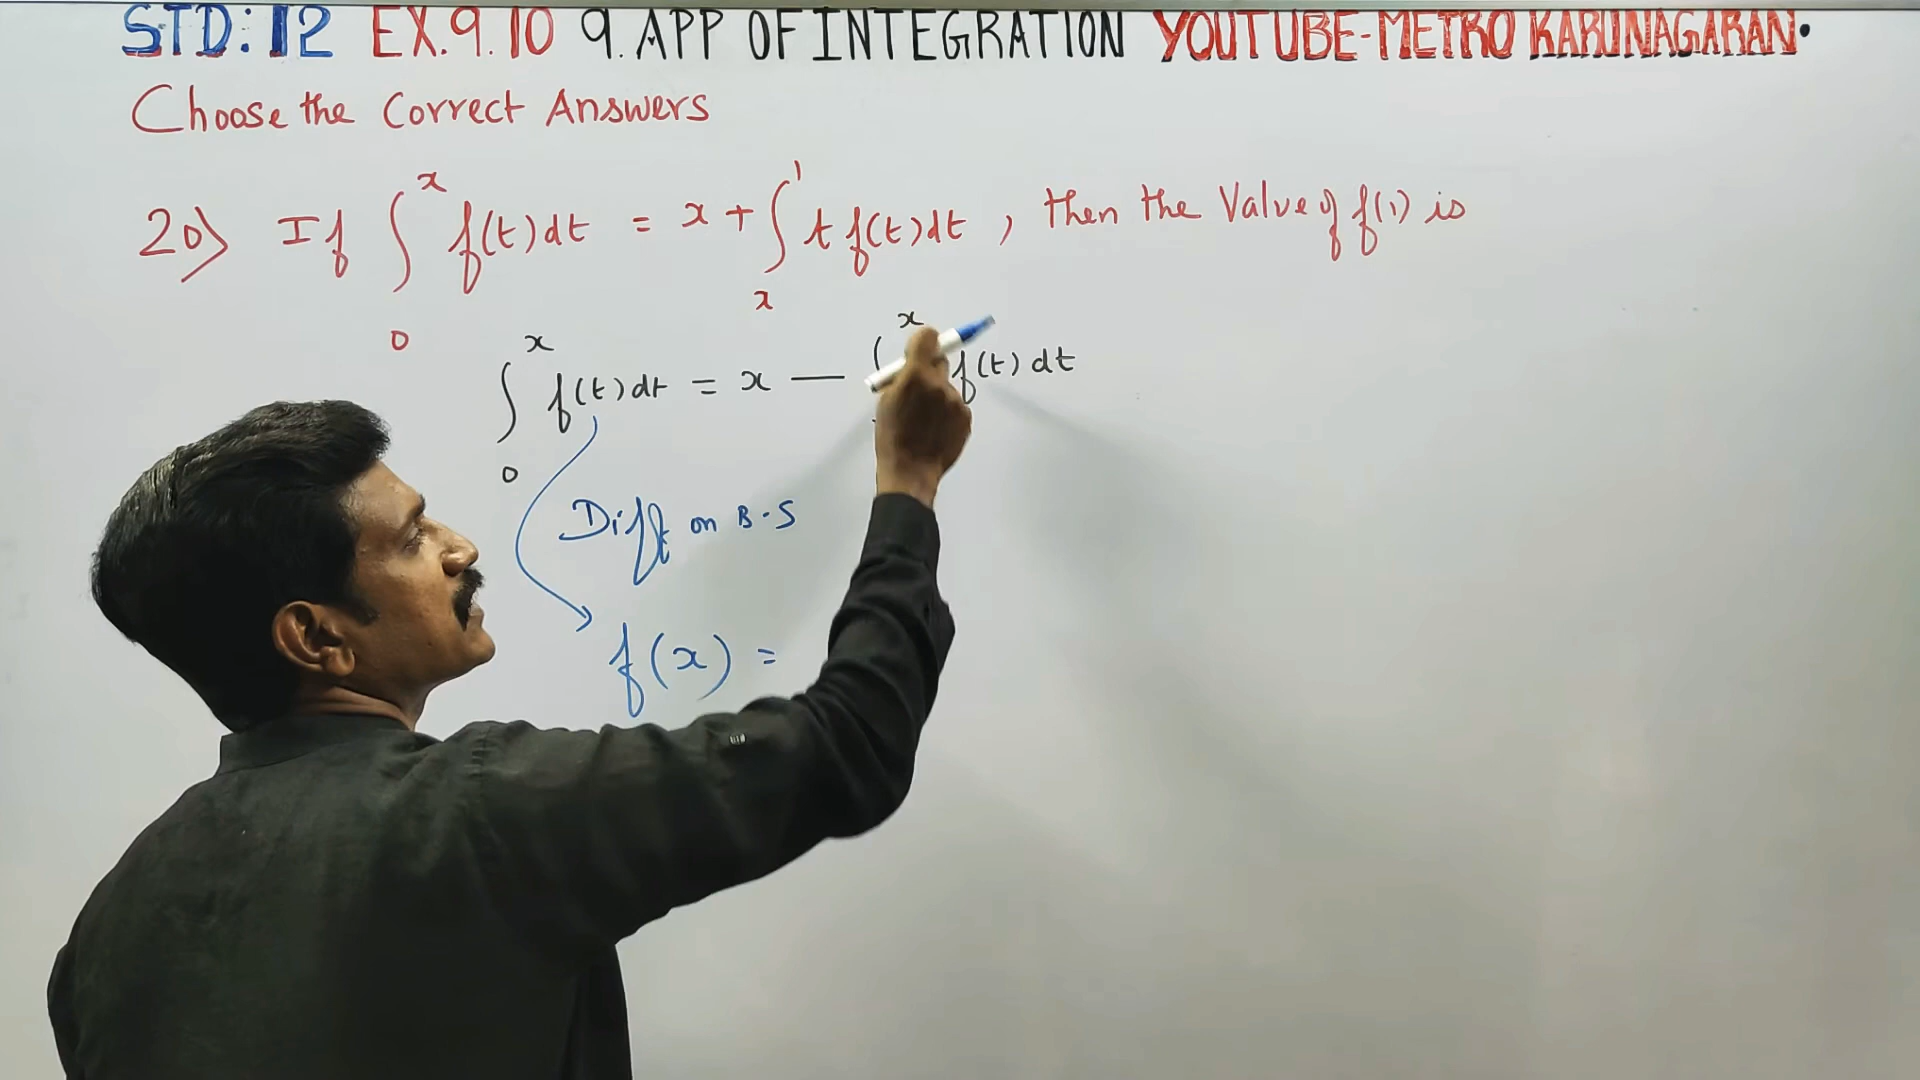 STD: 12 EX.9.10 9. APP OF INTEGRATION YOUTUBE-METRO KARUNAGARAN.
Choose the Correct Answers
20) If ∫₀ˣ f(t)dt = x + ∫ₓ¹ t f(t)dt, then the Value of f(1) is
∫₀ˣ f(t)dt = x — ∫ˣ f(t) dt
Diff on B.S
f(x) =